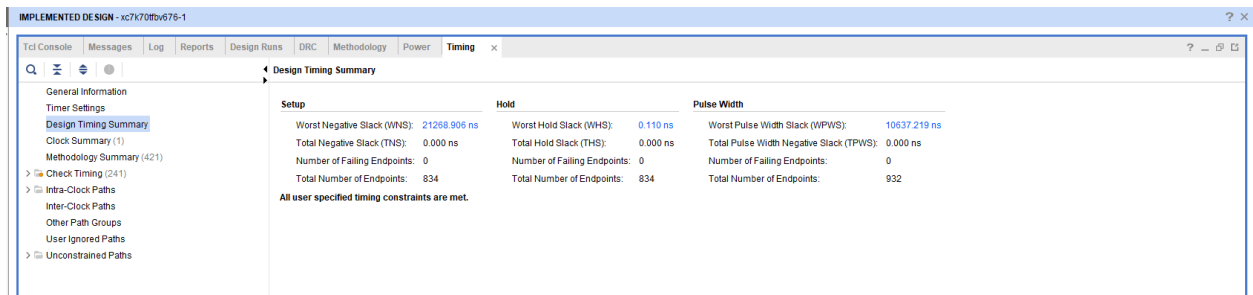 IMPLEMENTED DESIGN - xc7k70tfbv676-1 ? ×
Tcl Console Messages Log Reports Design Runs DRC Methodology Power Timing ×
Design Timing Summary
General Information
Timer Settings
Design Timing Summary
Clock Summary (1)
Methodology Summary (421)
Check Timing (241)
Intra-Clock Paths
Inter-Clock Paths
Other Path Groups
User Ignored Paths
Unconstrained Paths
Setup Hold Pulse Width
Worst Negative Slack (WNS): 21268.906 ns Worst Hold Slack (WHS): 0.110 ns Worst Pulse Width Slack (WPWS): 10637.219 ns
Total Negative Slack (TNS): 0.000 ns Total Hold Slack (THS): 0.000 ns Total Pulse Width Negative Slack (TPWS): 0.000 ns
Number of Failing Endpoints: 0 Number of Failing Endpoints: 0 Number of Failing Endpoints: 0
Total Number of Endpoints: 834 Total Number of Endpoints: 834 Total Number of Endpoints: 932
All user specified timing constraints are met.